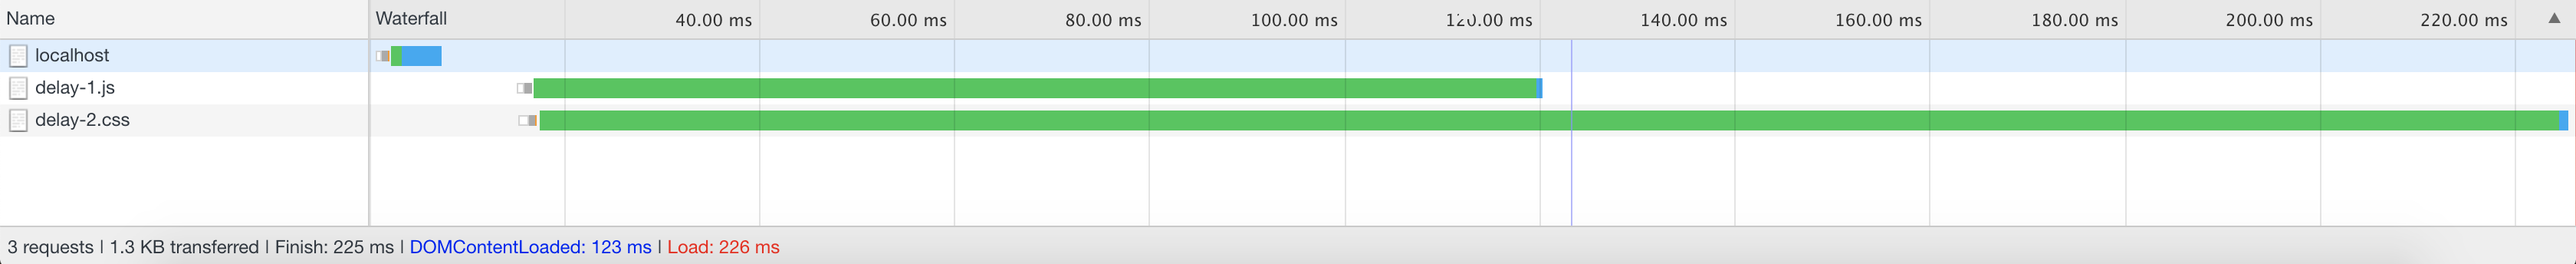 Name Waterfall 40.00 ms 60.00 ms 80.00 ms 100.00 ms 120.00 ms 140.00 ms 160.00 ms 180.00 ms 200.00 ms 220.00 ms ▲
localhost
delay-1.js
delay-2.css
3 requests | 1.3 KB transferred | Finish: 225 ms | DOMContentLoaded: 123 ms | Load: 226 ms